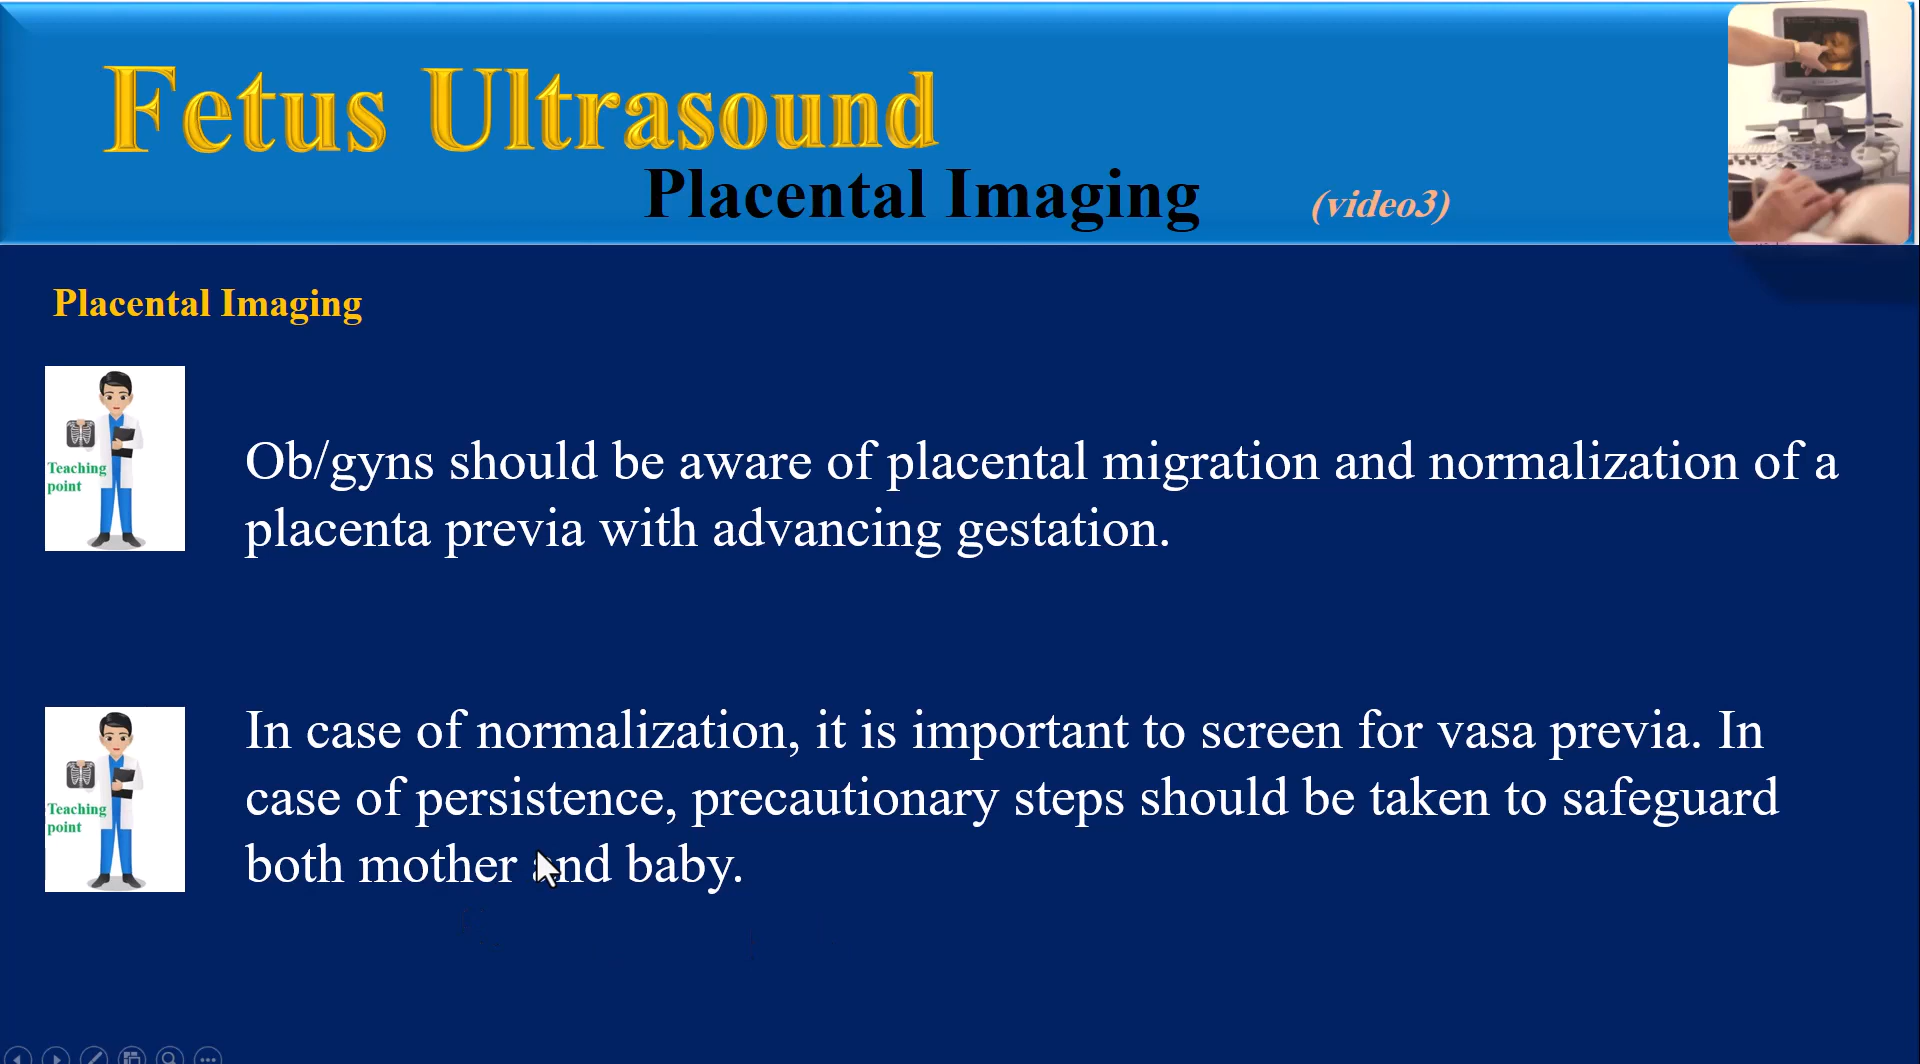 Fetus Ultrasound
Placental Imaging (video3)
Placental Imaging
Teaching
point
Ob/gyns should be aware of placental migration and normalization of a
placenta previa with advancing gestation.
Teaching
point
In case of normalization, it is important to screen for vasa previa. In
case of persistence, precautionary steps should be taken to safeguard
both mother and baby.